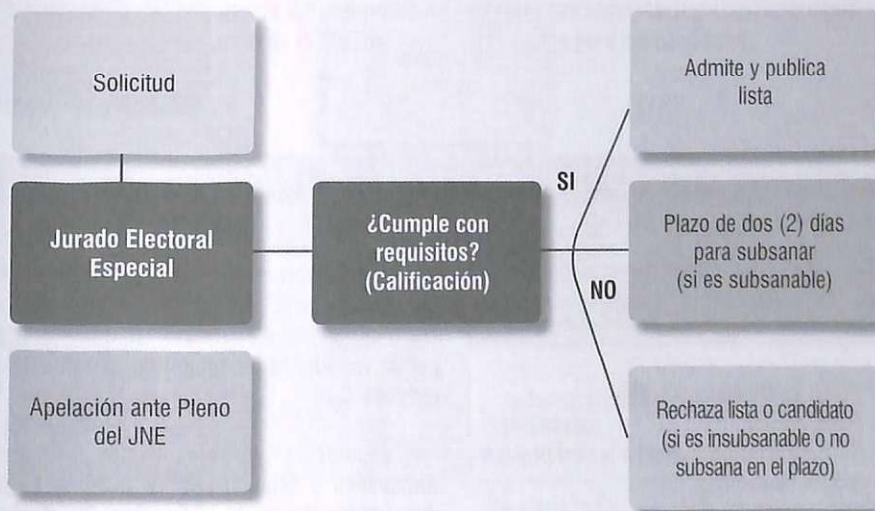 Solicitud
Jurado Electoral
Especial
Apelación ante Pleno
del JNE
¿Cumple con
requisitos?
(Calificación)
SI
NO
Admite y publica
lista
Plazo de dos (2) días
para subsanar
(si es subsanable)
Rechaza lista o candidato
(si es insubsanable o no
subsana en el plazo)